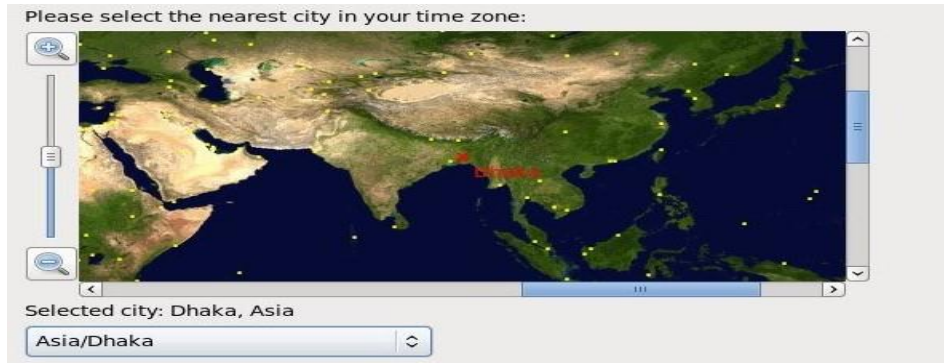 Please select the nearest city in your time zone:
Dhaka
Selected city: Dhaka, Asia
Asia/Dhaka